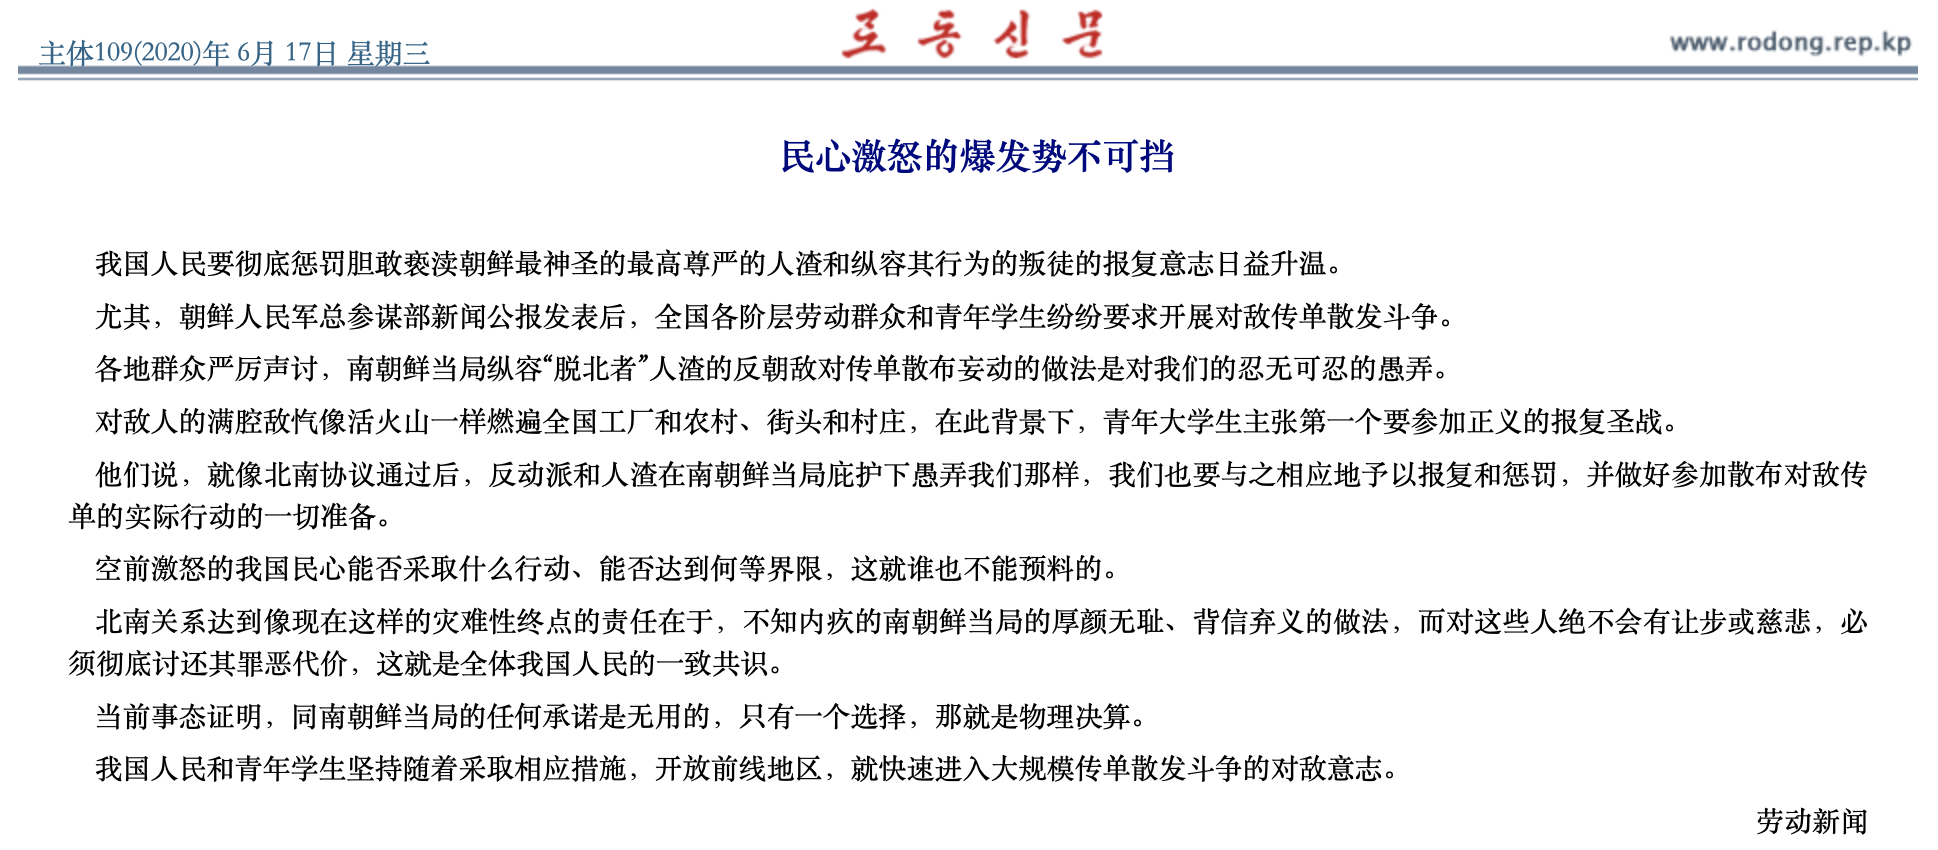 主体109(2020)年 6月 17日 星期三
로동신문
www.rodong.rep.kp
民心激怒的爆发势不可挡
我国人民要彻底惩罚胆敢亵渎朝鲜最神圣的最高尊严的人渣和纵容其行为的叛徒的报复意志日益升温。
尤其，朝鲜人民军总参谋部新闻公报发表后，全国各阶层劳动群众和青年学生纷纷要求开展对敌传单散发斗争。
各地群众严厉声讨，南朝鲜当局纵容“脱北者”人渣的反朝敌对传单散布妄动的做法是对我们的忍无可忍的愚弄。
对敌人的满腔敌忾像活火山一样燃遍全国工厂和农村、街头和村庄，在此背景下，青年大学生主张第一个要参加正义的报复圣战。
他们说，就像北南协议通过后，反动派和人渣在南朝鲜当局庇护下愚弄我们那样，我们也要与之相应地予以报复和惩罚，并做好参加散布对敌传
单的实际行动的一切准备。
空前激怒的我国民心能否采取什么行动、能否达到何等界限，这就谁也不能预料的。
北南关系达到像现在这样的灾难性终点的责任在于，不知内疚的南朝鲜当局的厚颜无耻、背信弃义的做法，而对这些人绝不会有让步或慈悲，必
须彻底讨还其罪恶代价，这就是全体我国人民的一致共识。
当前事态证明，同南朝鲜当局的任何承诺是无用的，只有一个选择，那就是物理决算。
我国人民和青年学生坚持随着采取相应措施，开放前线地区，就快速进入大规模传单散发斗争的对敌意志。
劳动新闻